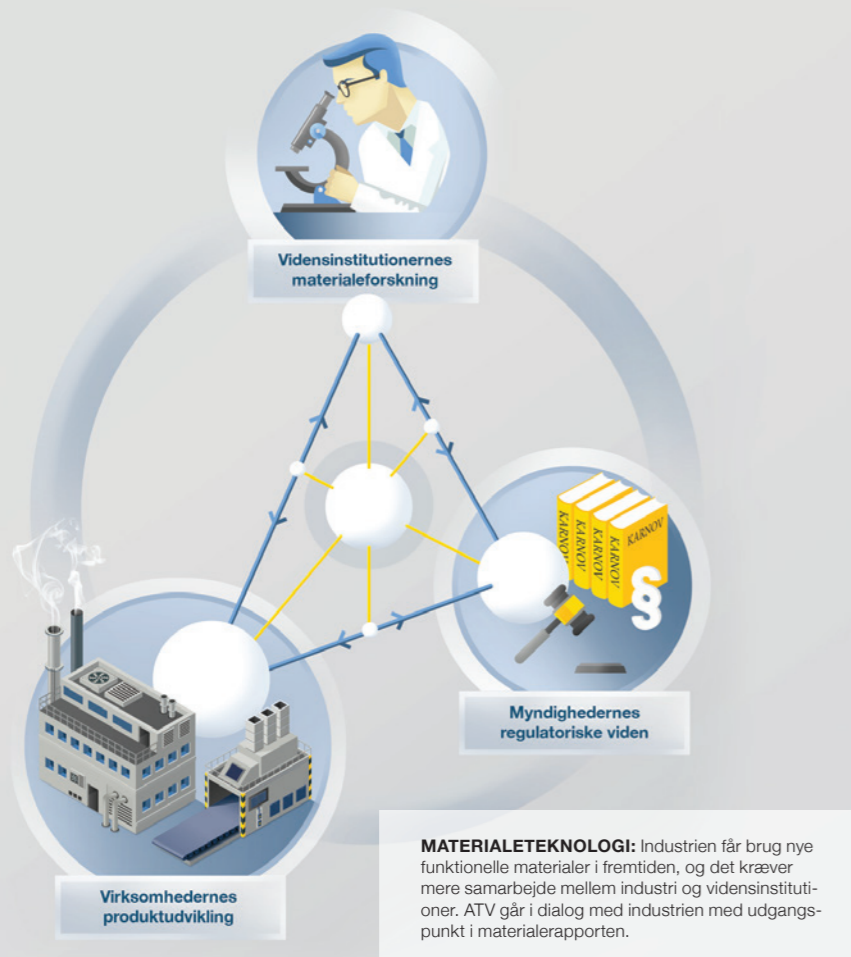 Vidensinstitutionernes
materialeforskning
KARNOV
KARNOV
KARNOV
KARNOV
KARNOV
§
Myndighedernes
regulatoriske viden
Virksomhedernes
produktudvikling
MATERIALETEKNOLOGI: Industrien får brug nye
funktionelle materialer i fremtiden, og det kræver
mere samarbejde mellem industri og vidensinstituti-
oner. ATV går i dialog med industrien med udgangs-
punkt i materialerapporten.